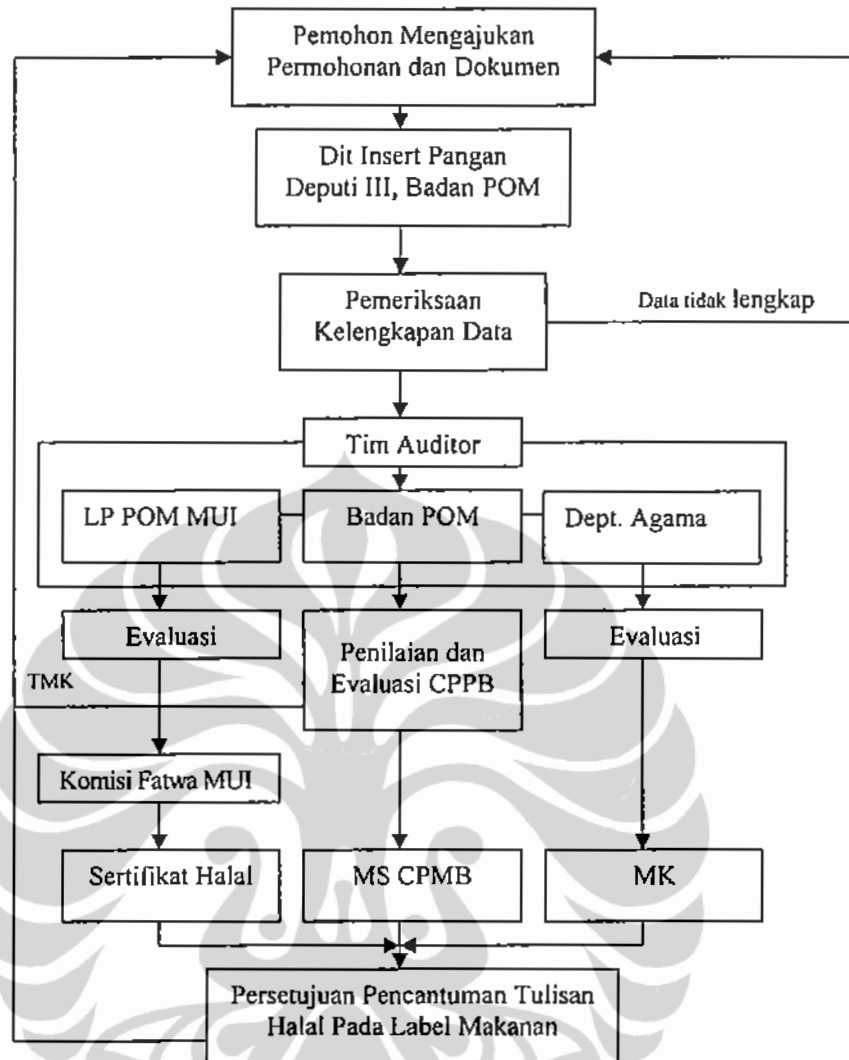 Pemohon Mengajukan
Permohonan dan Dokumen
Dit Insert Pangan
Deputi III, Badan POM
Pemeriksaan
Kelengkapan Data
Data tidak lengkap
Tim Auditor
LP POM MUI
Badan POM
Dept. Agama
Evaluasi
Penilaian dan
Evaluasi CPPB
Evaluasi
TMK
Komisi Fatwa MUI
Sertifikat Halal
MS CPMB
MK
Persetujuan Pencantuman Tulisan
Halal Pada Label Makanan